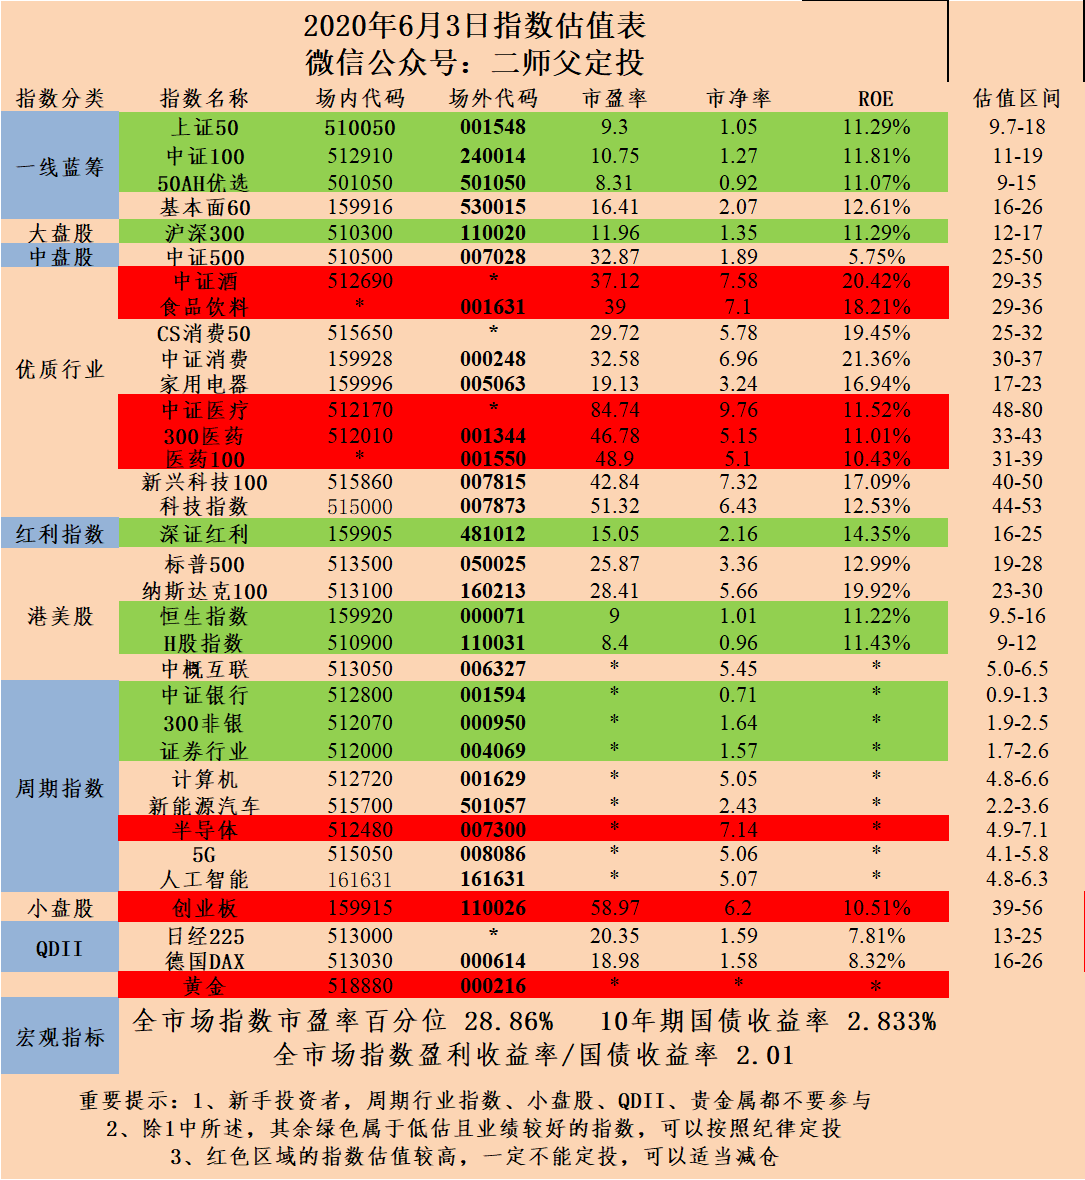 2020年6月3日指数估值表
微信公众号：二师父定投
指数分类 指数名称 场内代码 场外代码 市盈率 市净率 ROE 估值区间
一线蓝筹 上证50 510050 001548 9.3 1.05 11.29% 9.7-18
中证100 512910 240014 10.75 1.27 11.81% 11-19
50AH优选 501050 501050 8.31 0.92 11.07% 9-15
基本面60 159916 530015 16.41 2.07 12.61% 16-26
大盘股 沪深300 510300 110020 11.96 1.35 11.29% 12-17
中盘股 中证500 510500 007028 32.87 1.89 5.75% 25-50
优质行业 中证酒 512690 * 37.12 7.58 20.42% 29-35
食品饮料 * 001631 39 7.1 18.21% 29-36
CS消费50 515650 * 29.72 5.78 19.45% 25-32
中证消费 159928 000248 32.58 6.96 21.36% 30-37
家用电器 159996 005063 19.13 3.24 16.94% 17-23
中证医疗 512170 * 84.74 9.76 11.52% 48-80
300医药 512010 001344 46.78 5.15 11.01% 33-43
医药100 * 001550 48.9 5.1 10.43% 31-39
新兴科技100 515860 007815 42.84 7.32 17.09% 40-50
科技指数 515000 007873 51.32 6.43 12.53% 44-53
红利指数 深证红利 159905 481012 15.05 2.16 14.35% 16-25
港美股 标普500 513500 050025 25.87 3.36 12.99% 19-28
纳斯达克100 513100 160213 28.41 5.66 19.92% 23-30
恒生指数 159920 000071 9 1.01 11.22% 9.5-16
H股指数 510900 110031 8.4 0.96 11.43% 9-12
中概互联 513050 006327 * 5.45 * 5.0-6.5
周期指数 中证银行 512800 001594 * 0.71 * 0.9-1.3
300非银 512070 000950 * 1.64 * 1.9-2.5
证券行业 512000 004069 * 1.57 * 1.7-2.6
计算机 512720 001629 * 5.05 * 4.8-6.6
新能源汽车 515700 501057 * 2.43 * 2.2-3.6
半导体 512480 007300 * 7.14 * 4.9-7.1
5G 515050 008086 * 5.06 * 4.1-5.8
人工智能 161631 161631 * 5.07 * 4.8-6.3
小盘股 创业板 159915 110026 58.97 6.2 10.51% 39-56
QDII 日经225 513000 * 20.35 1.59 7.81% 13-25
德国DAX 513030 000614 18.98 1.58 8.32% 16-26
黄金 518880 000216 * * *
宏观指标 全市场指数市盈率百分位 28.86% 10年期国债收益率 2.833%
全市场指数盈利收益率/国债收益率 2.01
重要提示：1、新手投资者，周期行业指数、小盘股、QDII、贵金属都不要参与
2、除1中所述，其余绿色属于低估且业绩较好的指数，可以按照纪律定投
3、红色区域的指数估值较高，一定不能定投，可以适当减仓